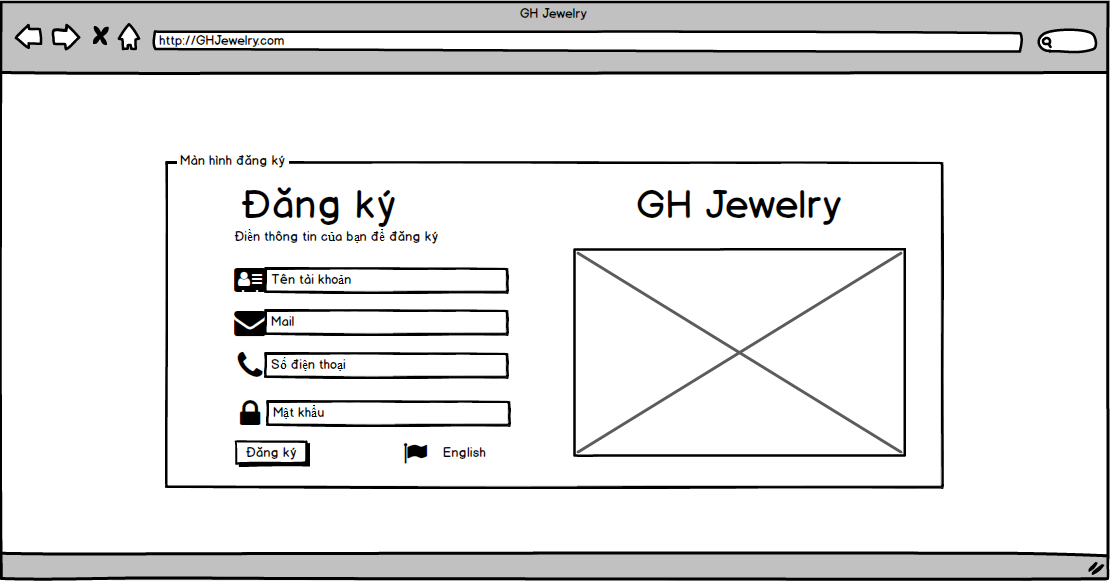 GH Jewelry
http://GHJewelry.com
Màn hình đăng ký
Đăng ký
Điền thông tin của bạn để đăng ký
Tên tài khoản
Mail
Số điện thoại
Mật khẩu
Đăng ký
English
GH Jewelry